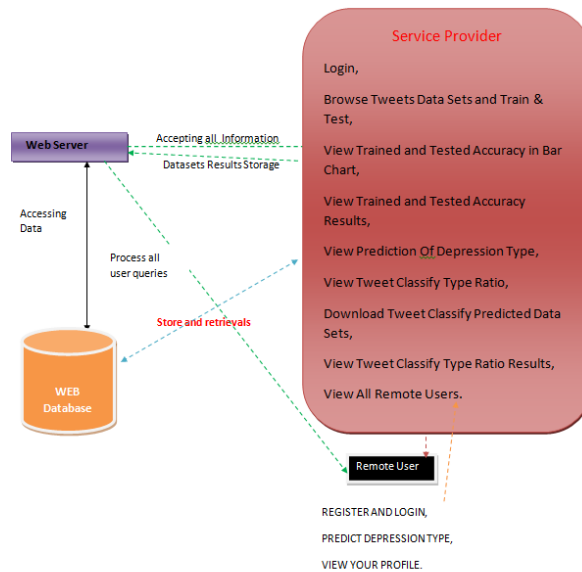 Service Provider
Login,
Browse Tweets Data Sets and Train &
Test,
View Trained and Tested Accuracy in Bar
Chart,
View Trained and Tested Accuracy
Results,
View Prediction Of Depression Type,
View Tweet Classify Type Ratio,
Download Tweet Classify Predicted Data
Sets,
View Tweet Classify Type Ratio Results,
View All Remote Users.
Web Server
Accepting all Information
Datasets Results Storage
Accessing
Data
Process all
user queries
Store and retrievals
WEB
Database
Remote User
REGISTER AND LOGIN,
PREDICT DEPRESSION TYPE,
VIEW YOUR PROFILE.